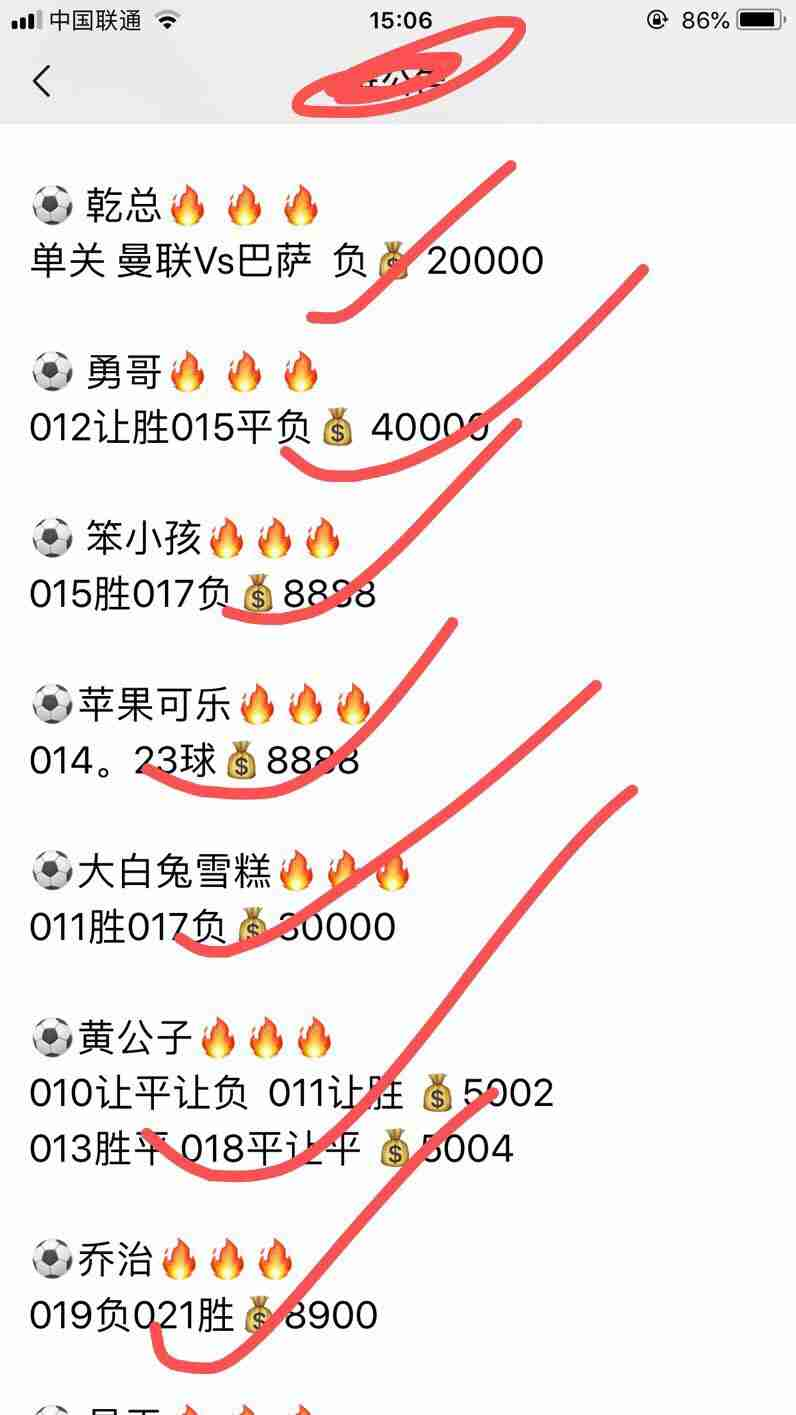 中国联通 15:06 86%
乾总
单关 曼联Vs巴萨 负 20000
勇哥
012让胜015平负 40000
笨小孩
015胜017负 8888
苹果可乐
014。23球 8888
大白兔雪糕
011胜017负 30000
黄公子
010让平让负 011让胜 5002
013胜平 018平让平 5004
乔治
019负021胜 8900